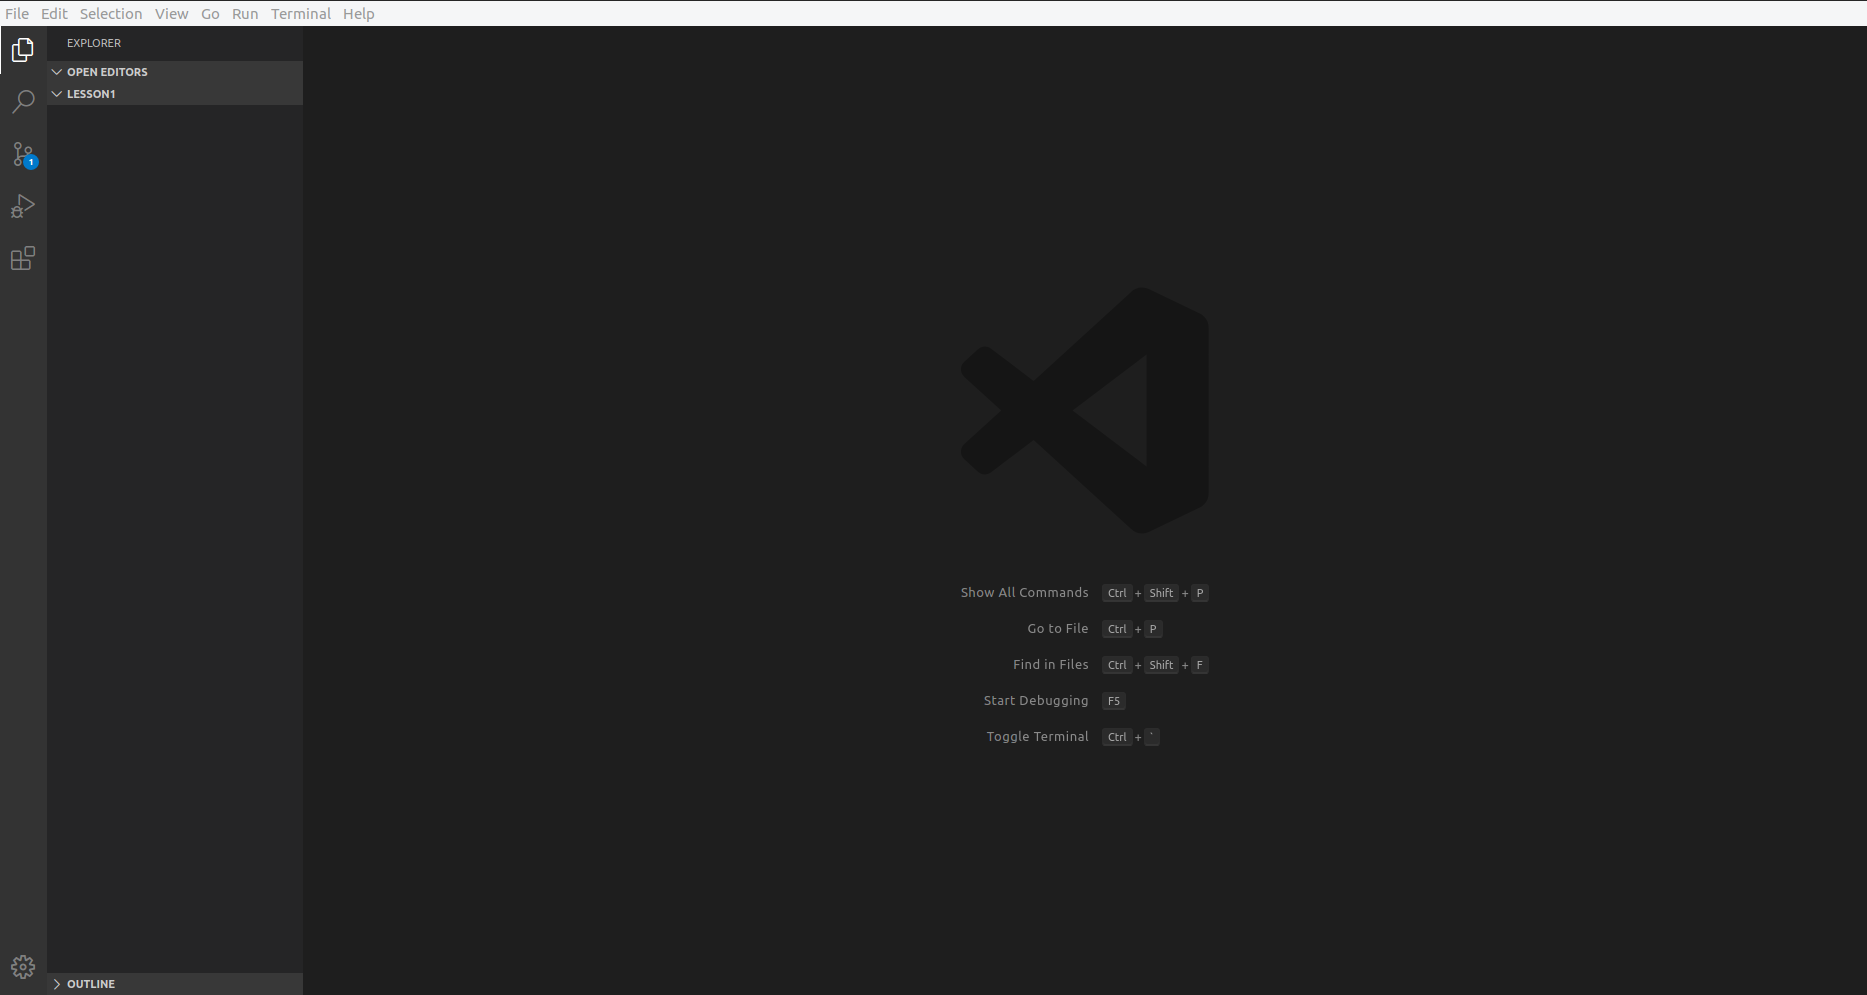 File Edit Selection View Go Run Terminal Help
EXPLORER
OPEN EDITORS
LESSON1
1
Show All Commands Ctrl + Shift + P
Go to File Ctrl + P
Find in Files Ctrl + Shift + F
Start Debugging F5
Toggle Terminal Ctrl + `
OUTLINE